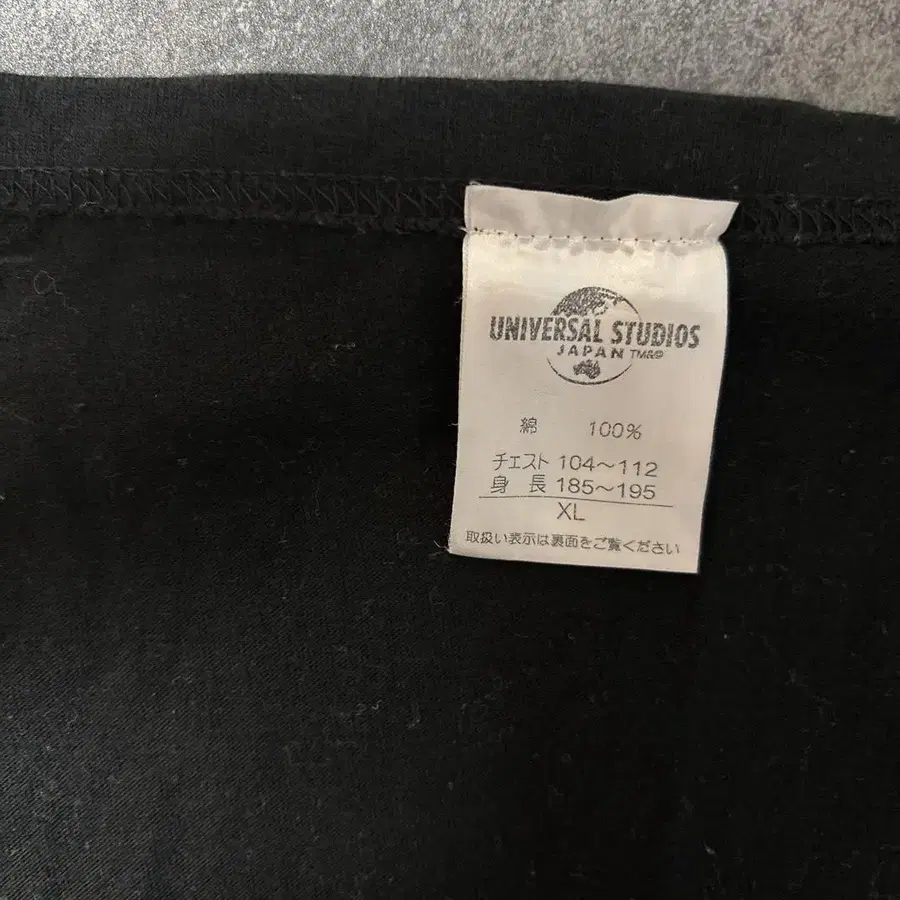 UNIVERSAL STUDIOS
JAPAN TM&©
綿 100%
チェスト 104～112
身長 185～195
XL
取扱い表示は裏面をご覧ください